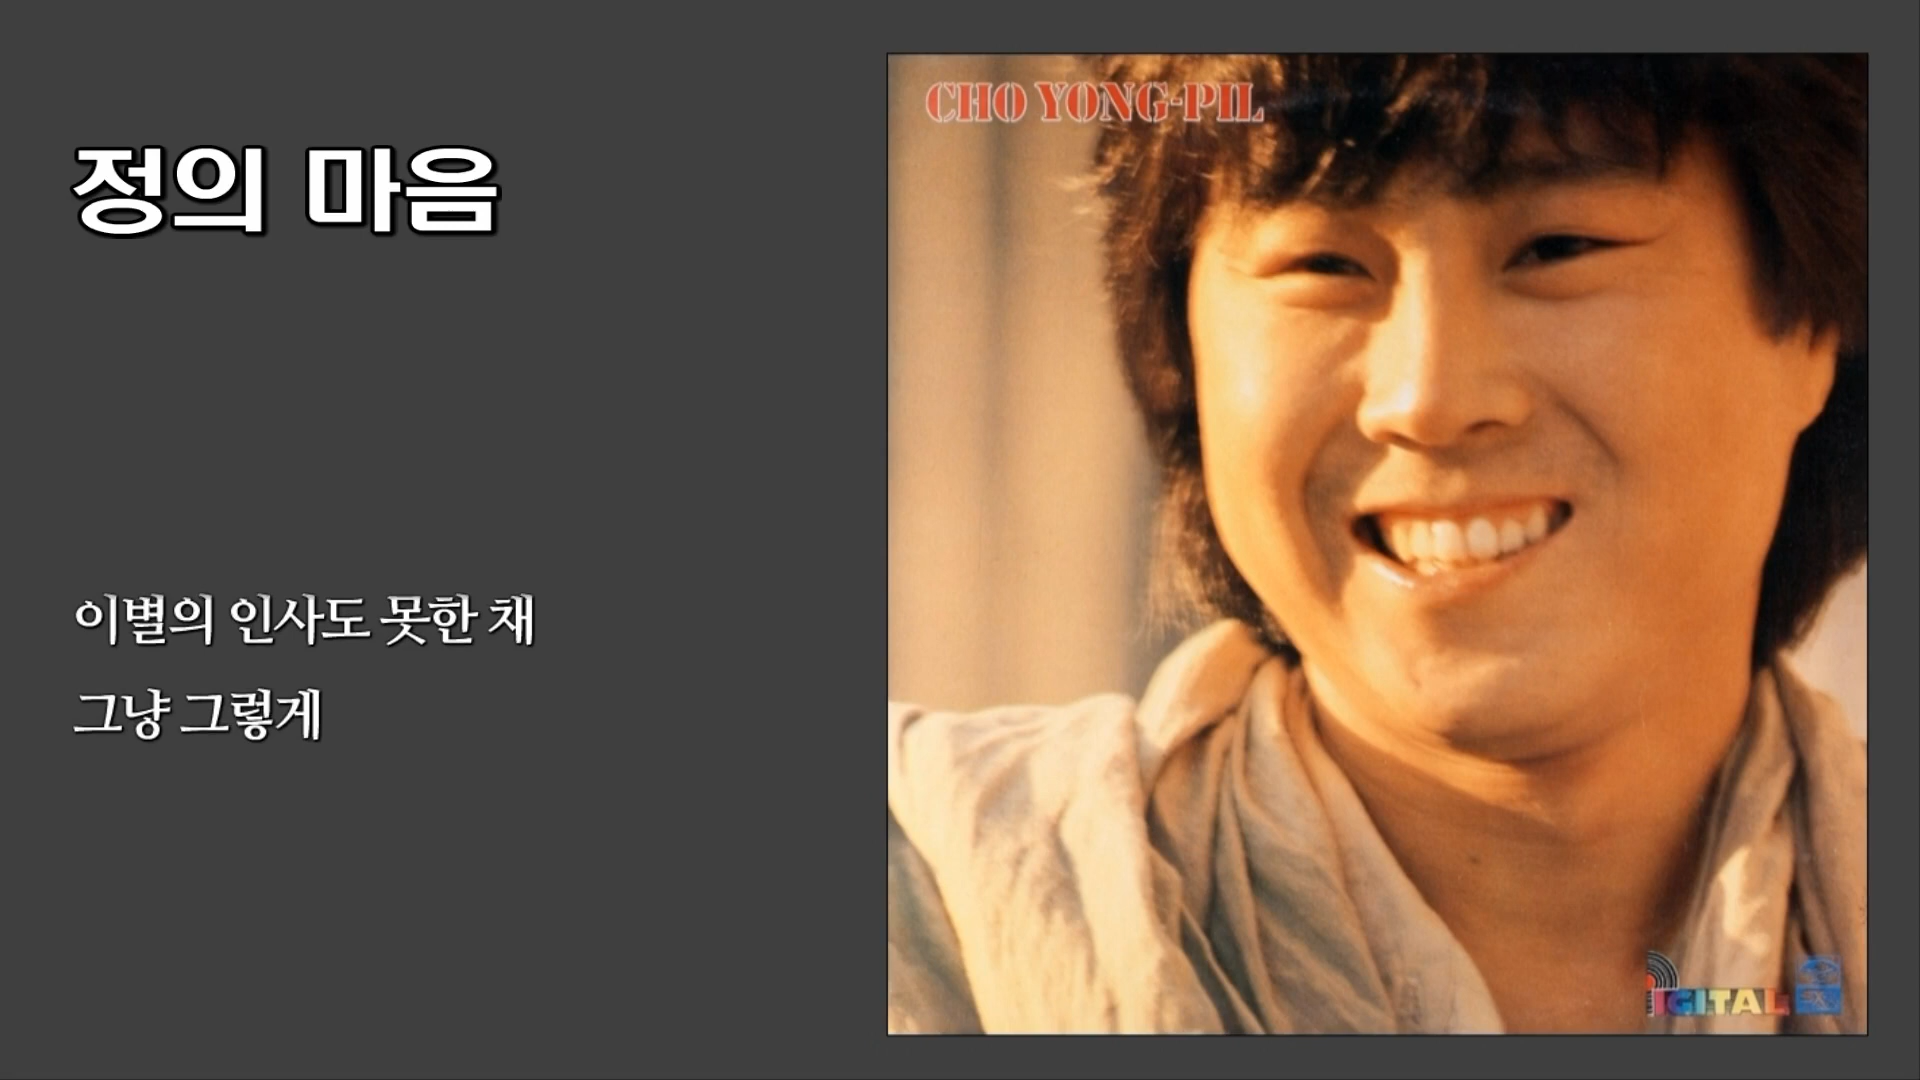 정의 마음
이별의 인사도 못한 채
그냥 그렇게
CHO YONG-PIL
DIGITAL